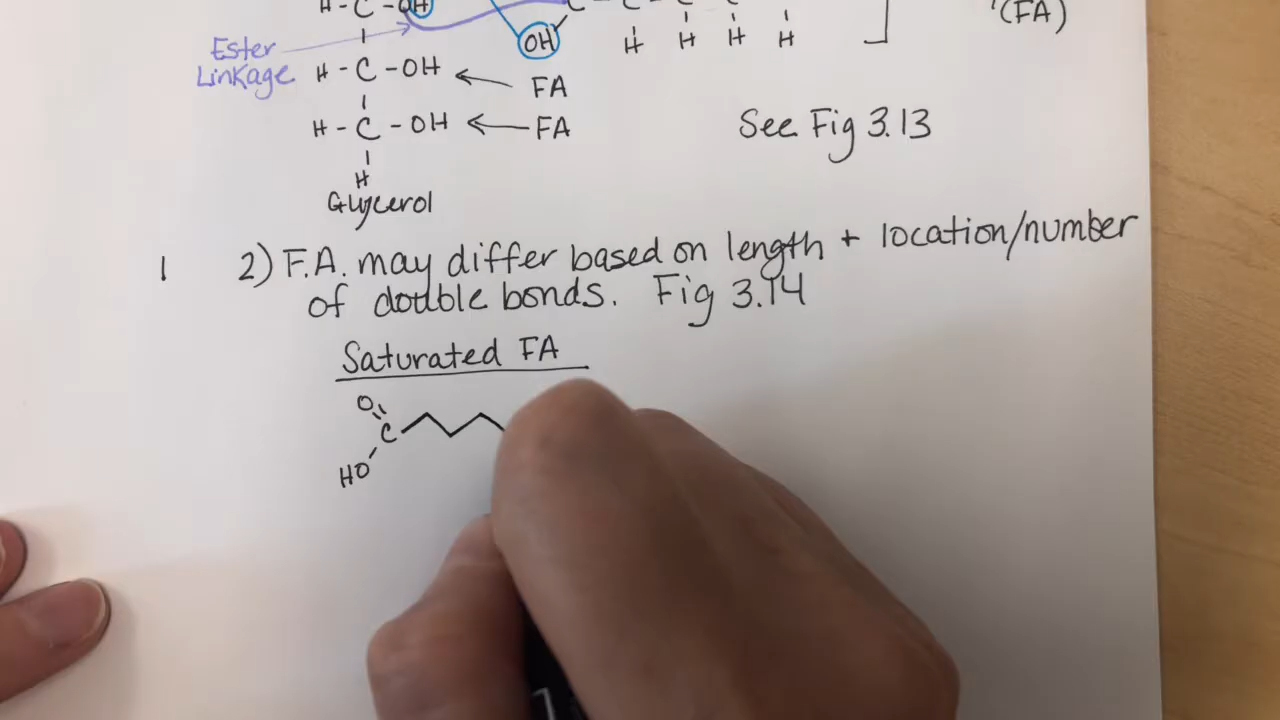 H-C-OH
OH
C
H H H H
(FA)
Ester
Linkage
H-C-OH
FA
H-C-OH
FA
See Fig 3.13
H
Glycerol
1 2) F.A. may differ based on length + location/number
of double bonds. Fig 3.14
Saturated FA
O
C
HO